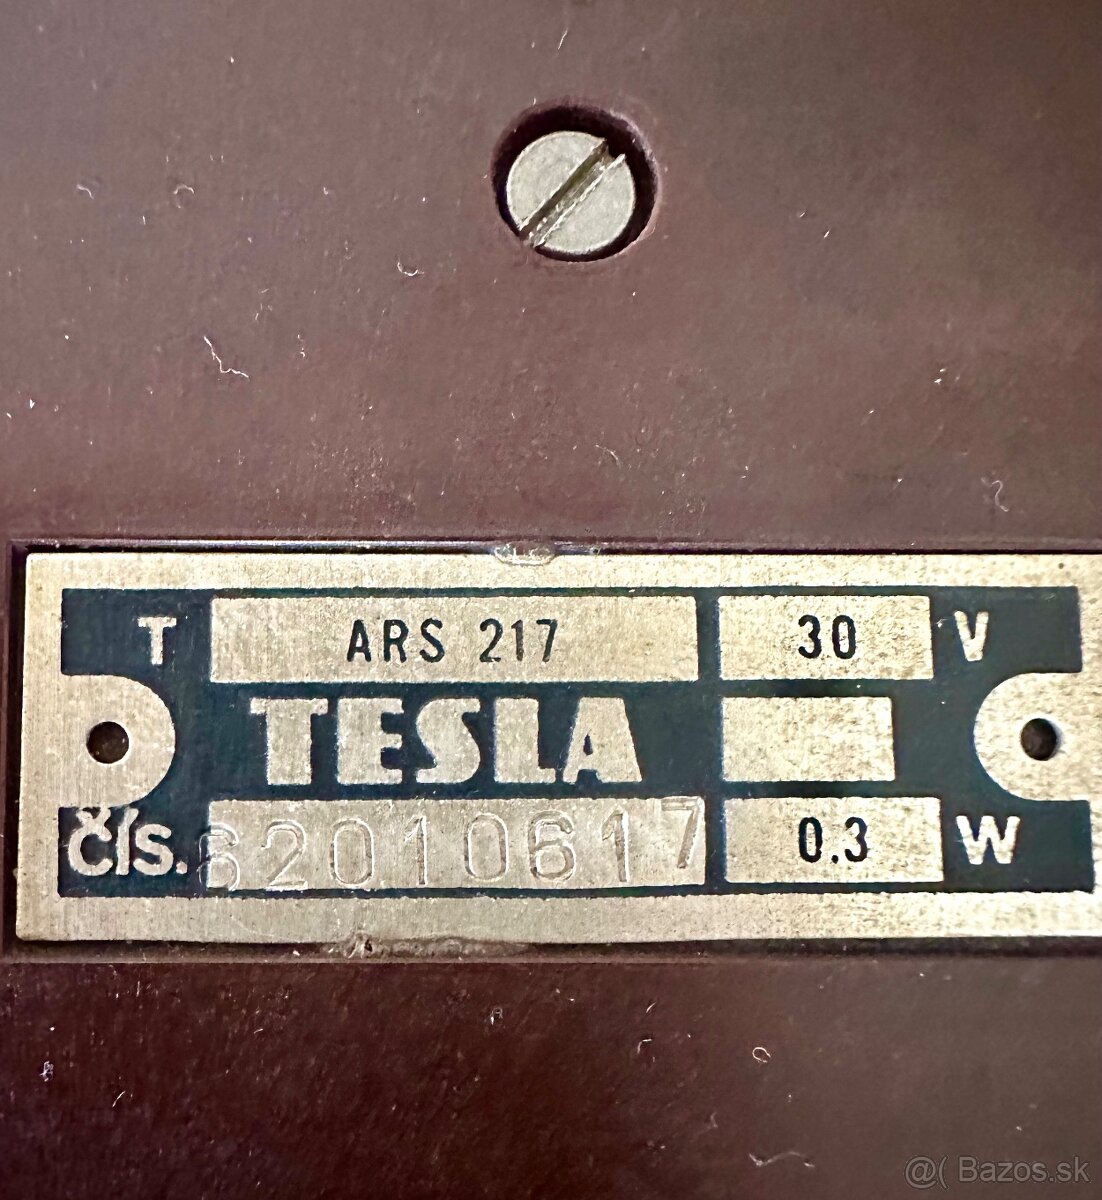 T ARS 217 30 V
TESLA
čís. 62010617 0.3 W
@( Bazos.sk